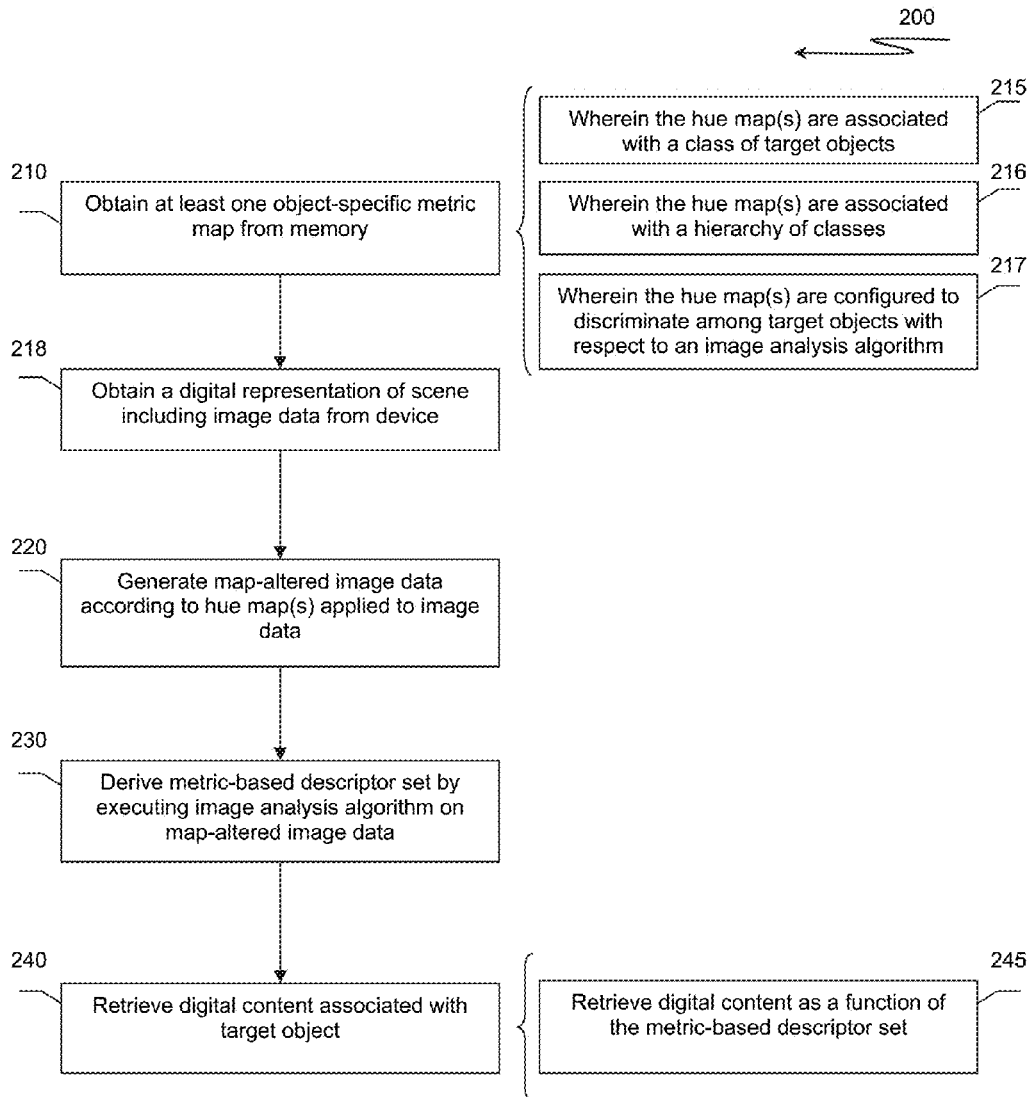 200
210
Obtain at least one object-specific metric
map from memory
215
Wherein the hue map(s) are associated
with a class of target objects
216
Wherein the hue map(s) are associated
with a hierarchy of classes
217
Wherein the hue map(s) are configured to
discriminate among target objects with
respect to an image analysis algorithm
218
Obtain a digital representation of scene
including image data from device
220
Generate map-altered image data
according to hue map(s) applied to image
data
230
Derive metric-based descriptor set by
executing image analysis algorithm on
map-altered image data
240
Retrieve digital content associated with
target object
245
Retrieve digital content as a function of
the metric-based descriptor set